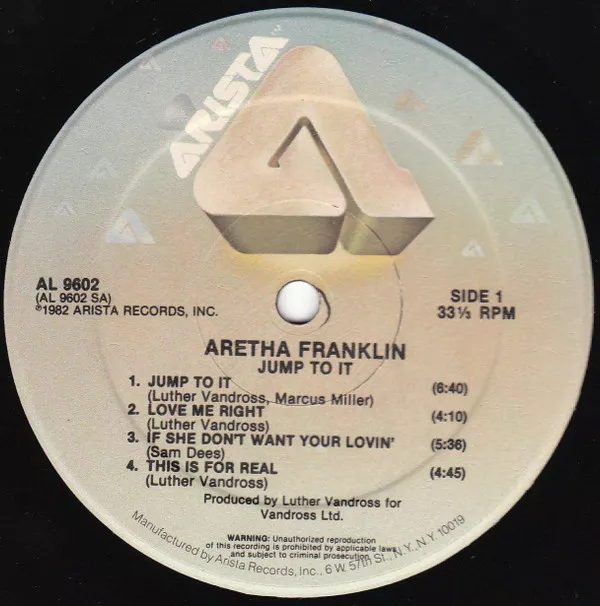 ARISTA™
AL 9602
(AL 9602 SA)
℗1982 ARISTA RECORDS, INC.
SIDE 1
33⅓ RPM
ARETHA FRANKLIN
JUMP TO IT
1. JUMP TO IT (6:40)
(Luther Vandross, Marcus Miller)
2. LOVE ME RIGHT (4:10)
(Luther Vandross)
3. IF SHE DON'T WANT YOUR LOVIN' (5:36)
(Sam Dees)
4. THIS IS FOR REAL (4:45)
(Luther Vandross)
Produced by Luther Vandross for
Vandross Ltd.
WARNING: Unauthorized reproduction
of this recording is prohibited by applicable laws
and subject to criminal prosecution.
Manufactured by Arista Records, Inc., 6 W. 57th St., N.Y., N.Y. 10019